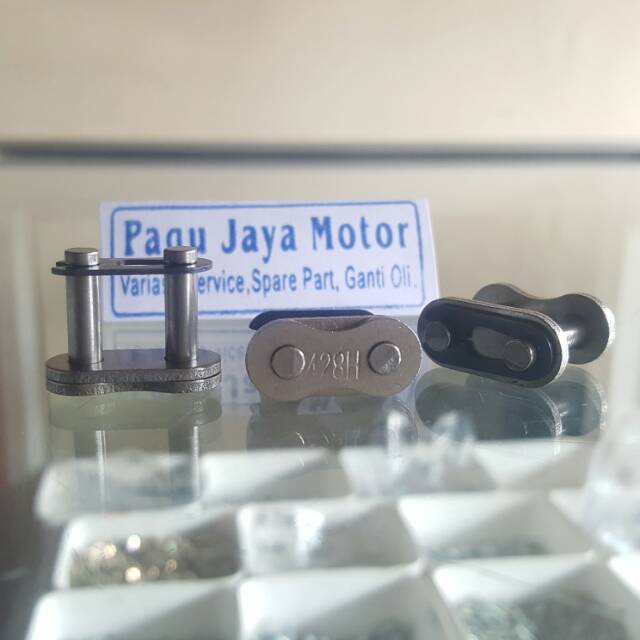 Pagu Jaya Motor
Service,Spare Part, Ganti Oli.
428H